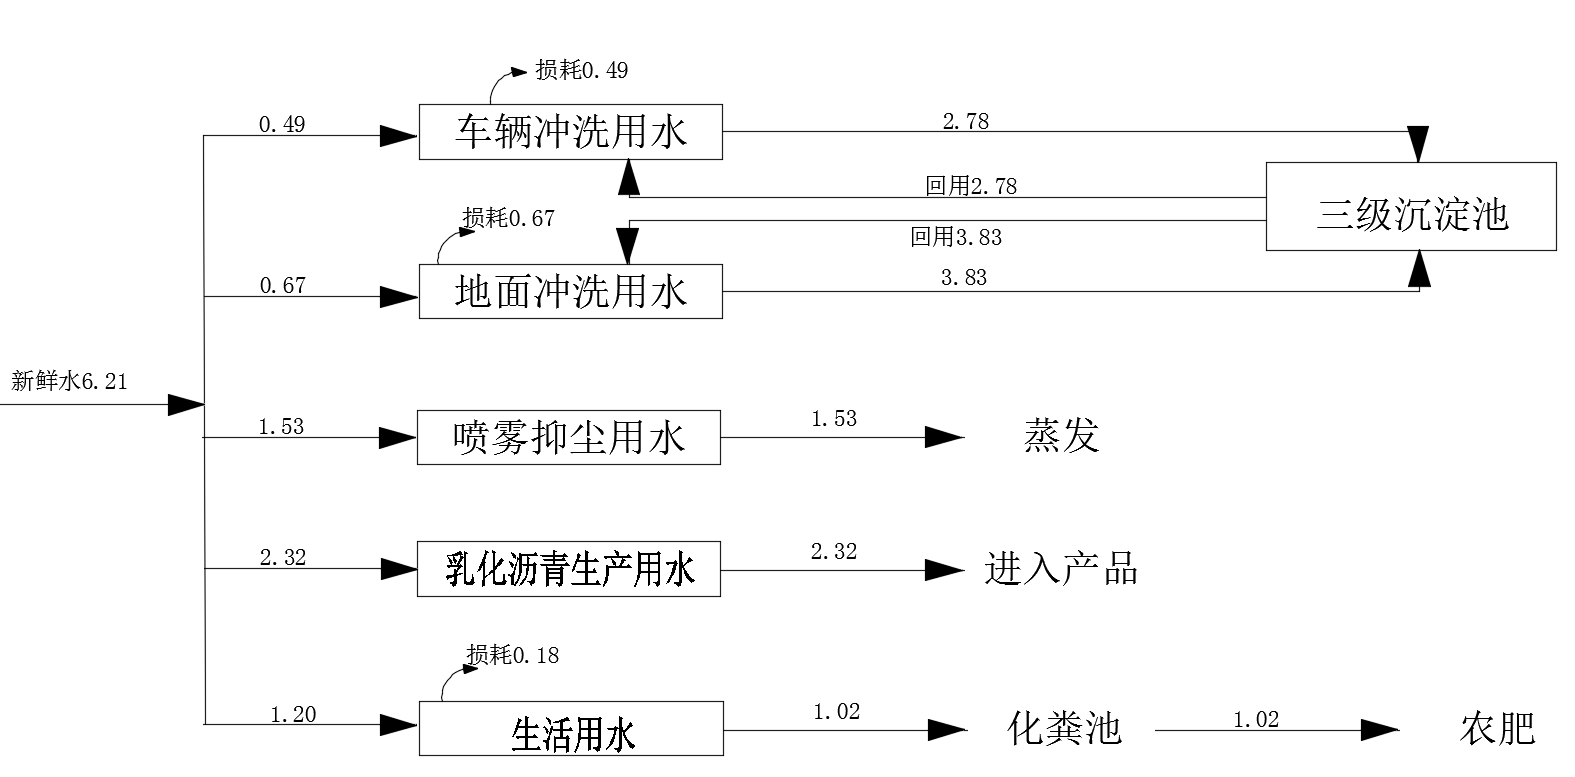 损耗0.49
0.49
车辆冲洗用水
2.78
回用2.78
三级沉淀池
损耗0.67
回用3.83
0.67
地面冲洗用水
3.83
新鲜水6.21
1.53
喷雾抑尘用水
1.53
蒸发
2.32
乳化沥青生产用水
2.32
进入产品
损耗0.18
1.20
生活用水
1.02
化粪池
1.02
农肥